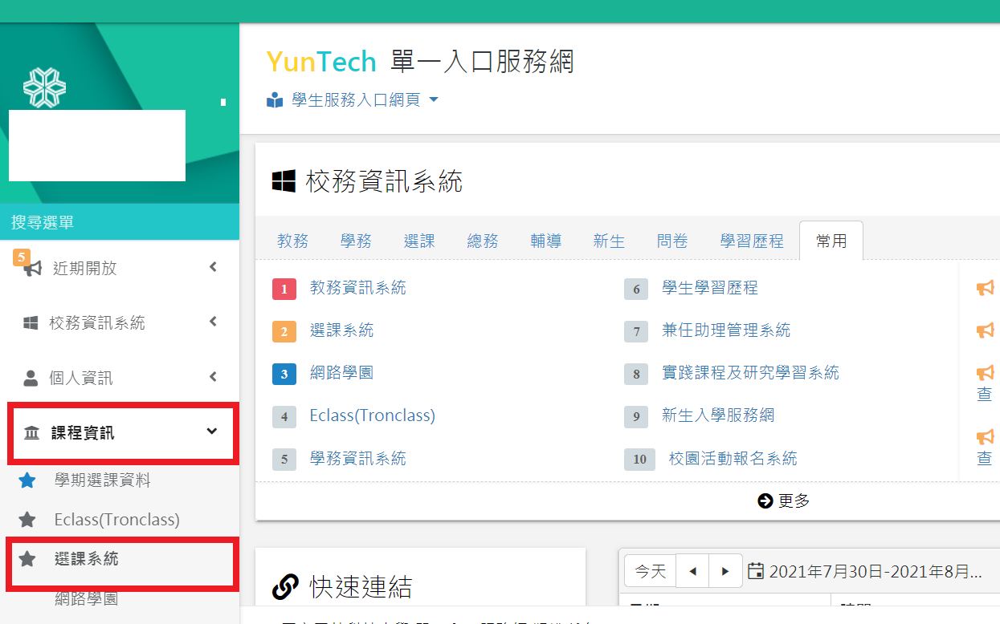 YunTech 單一入口服務網
學生服務入口網頁
搜尋選單
5
近期開放
校務資訊系統
個人資訊
課程資訊
學期選課資料
Eclass(Tronclass)
選課系統
網路學園
校務資訊系統
教務 學務 選課 總務 輔導 新生 問卷 學習歷程 常用
1 教務資訊系統
2 選課系統
3 網路學園
4 Eclass(Tronclass)
5 學務資訊系統
6 學生學習歷程
7 兼任助理管理系統
8 實踐課程及研究學習系統
9 新生入學服務網
10 校園活動報名系統
查
查
更多
快速連結
今天
2021年7月30日-2021年8月...